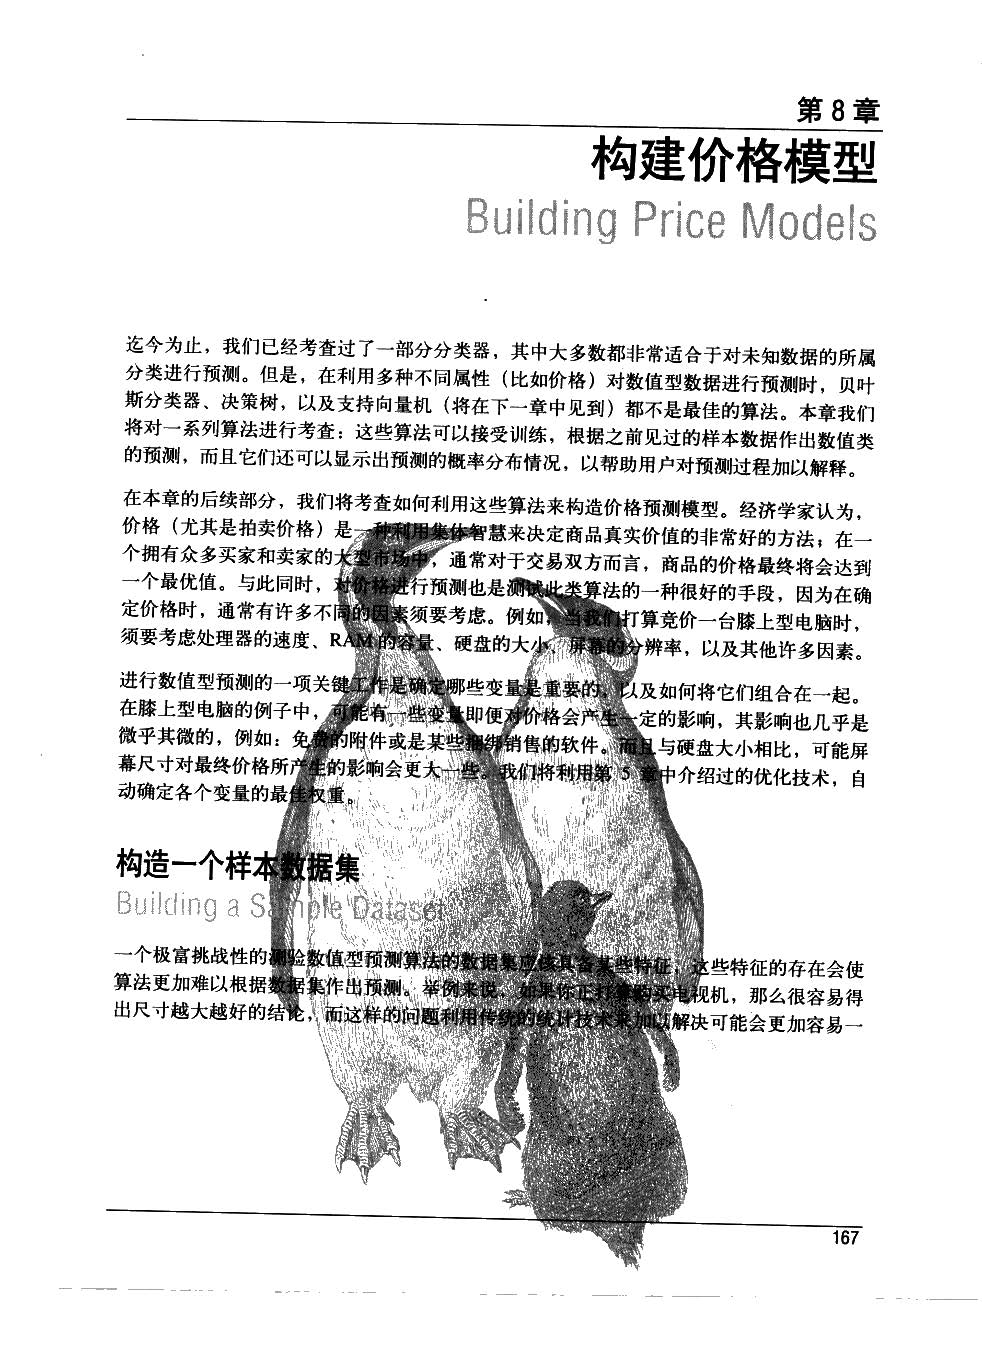 第 8 章
构建价格模型
Building Price Models
迄今为止，我们已经考查过了一部分分类器，其中大多数都非常适合于对未知数据的所属
分类进行预测。但是，在利用多种不同属性（比如价格）对数值型数据进行预测时，贝叶
斯分类器、决策树，以及支持向量机（将在下一章中见到）都不是最佳的算法。本章我们
将对一系列算法进行考查：这些算法可以接受训练，根据之前见过的样本数据作出数值类
的预测，而且它们还可以显示出预测的概率分布情况，以帮助用户对预测过程加以解释。
在本章的后续部分，我们将考查如何利用这些算法来构造价格预测模型。经济学家认为，
价格（尤其是拍卖价格）是一种利用集体智慧来决定商品真实价值的非常好的方法；在一
个拥有众多买家和卖家的大型市场中，通常对于交易双方而言，商品的价格最终将会达到
一个最优值。与此同时，对价格进行预测也是测试此类算法的一种很好的手段，因为在确
定价格时，通常有许多不同的因素须要考虑。例如，当我们打算竞价一台膝上型电脑时，
须要考虑处理器的速度、RAM 的容量、硬盘的大小、屏幕的分辨率，以及其他许多因素。
进行数值型预测的一项关键工作是确定哪些变量是重要的，以及如何将它们组合在一起。
在膝上型电脑的例子中，可能有一些变量即便对价格会产生一定的影响，其影响也几乎是
微乎其微的，例如：免费的附件或是某些捆绑销售的软件。而且与硬盘大小相比，可能屏
幕尺寸对最终价格所产生的影响会更大一些。我们将利用第 5 章中介绍过的优化技术，自
动确定各个变量的最佳权重。
构造一个样本数据集
Building a Sample Dataset
一个极富挑战性的测验数值型预测算法的数据集应该具备某些特征，这些特征的存在会使
算法更加难以根据数据集作出预测。举例来说，如果你正打算购买电视机，那么很容易得
出尺寸越大越好的结论，而这样的问题利用传统的统计技术来加以解决可能会更加容易一
167